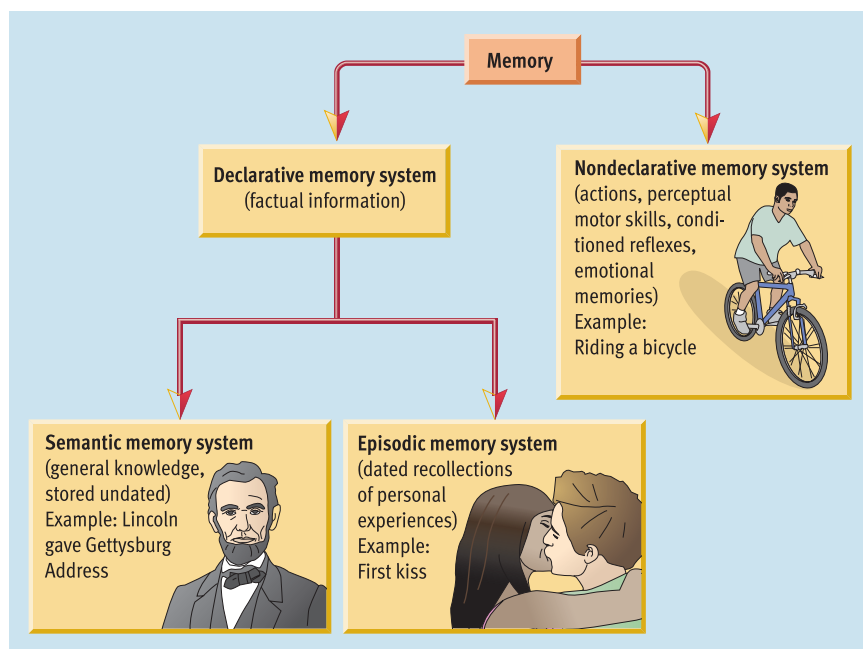 Memory
Declarative memory system
(factual information)
Nondeclarative memory system
(actions, perceptual
motor skills, condi-
tioned reflexes,
emotional
memories)
Example:
Riding a bicycle
Semantic memory system
(general knowledge,
stored undated)
Example: Lincoln
gave Gettysburg
Address
Episodic memory system
(dated recollections
of personal
experiences)
Example:
First kiss